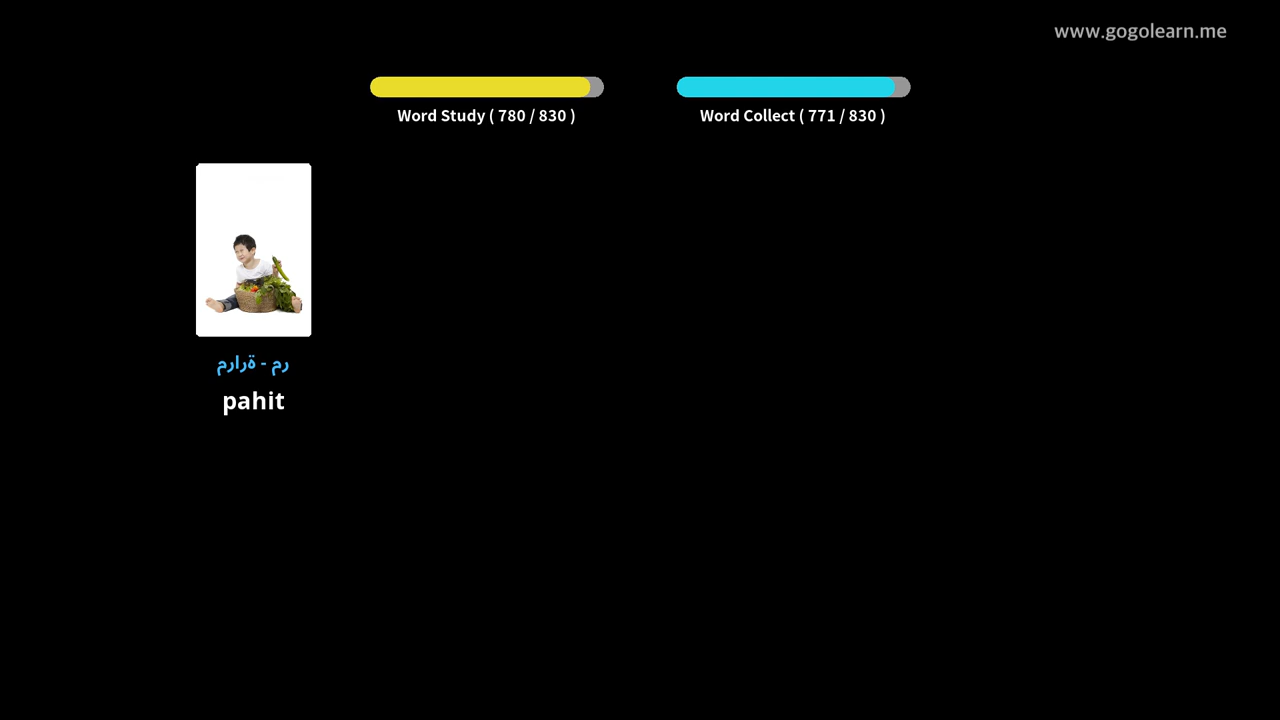 www.gogolearn.me
Word Study ( 780 / 830 )
Word Collect ( 771 / 830 )
رم - ةرارم
pahit